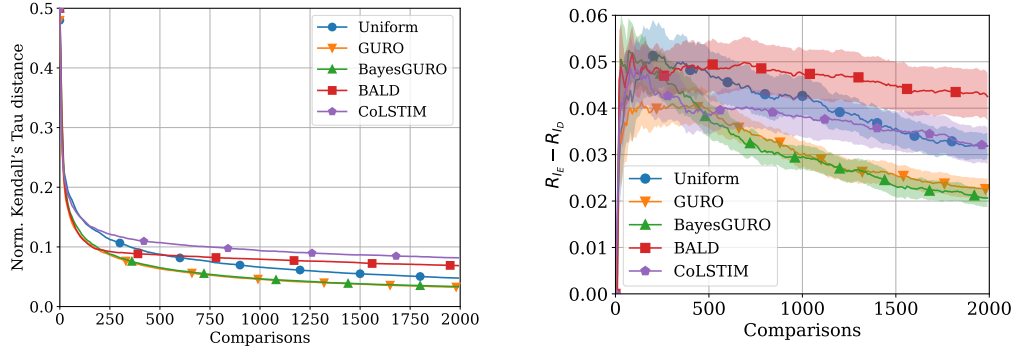 Norm. Kendall's Tau distance
0.5
0.4
0.3
0.2
0.1
0.0
Uniform
GURO
BayesGURO
BALD
CoLSTIM
0 250 500 750 1000 1250 1500 1750 2000
Comparisons
R_{I_E} − R_{I_D}
0.06
0.05
0.04
0.03
0.02
0.01
0.00
Uniform
GURO
BayesGURO
BALD
CoLSTIM
0 500 1000 1500 2000
Comparisons